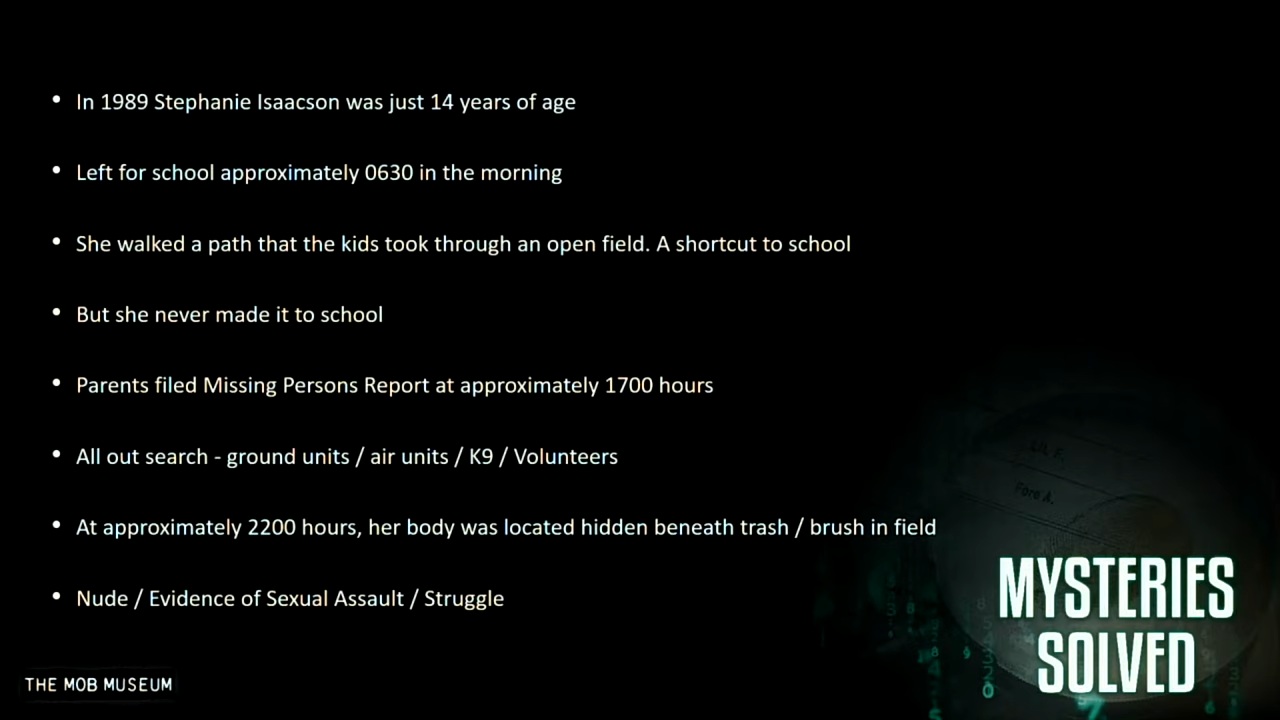 • In 1989 Stephanie Isaacson was just 14 years of age
• Left for school approximately 0630 in the morning
• She walked a path that the kids took through an open field. A shortcut to school
• But she never made it to school
• Parents filed Missing Persons Report at approximately 1700 hours
• All out search - ground units / air units / K9 / Volunteers
• At approximately 2200 hours, her body was located hidden beneath trash / brush in field
• Nude / Evidence of Sexual Assault / Struggle
Fore A.
MYSTERIES
SOLVED
THE MOB MUSEUM